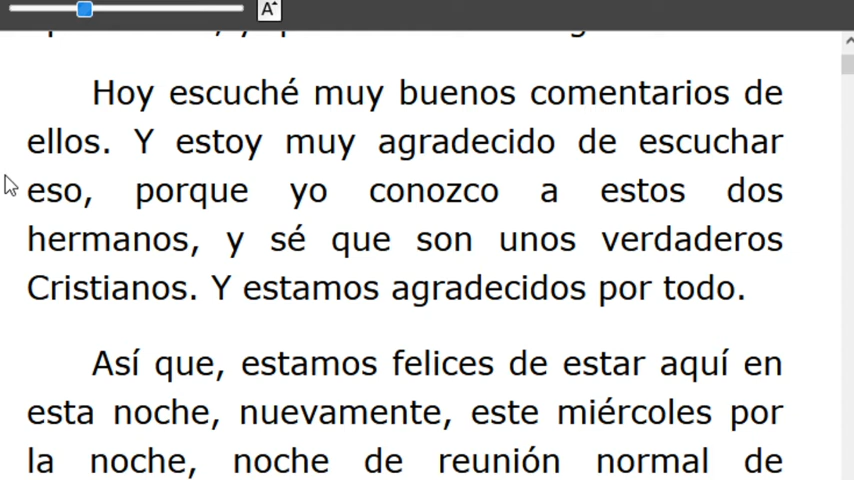 A
Hoy escuché muy buenos comentarios de
ellos. Y estoy muy agradecido de escuchar
eso, porque yo conozco a estos dos
hermanos, y sé que son unos verdaderos
Cristianos. Y estamos agradecidos por todo.
Así que, estamos felices de estar aquí en
esta noche, nuevamente, este miércoles por
la noche, noche de reunión normal de